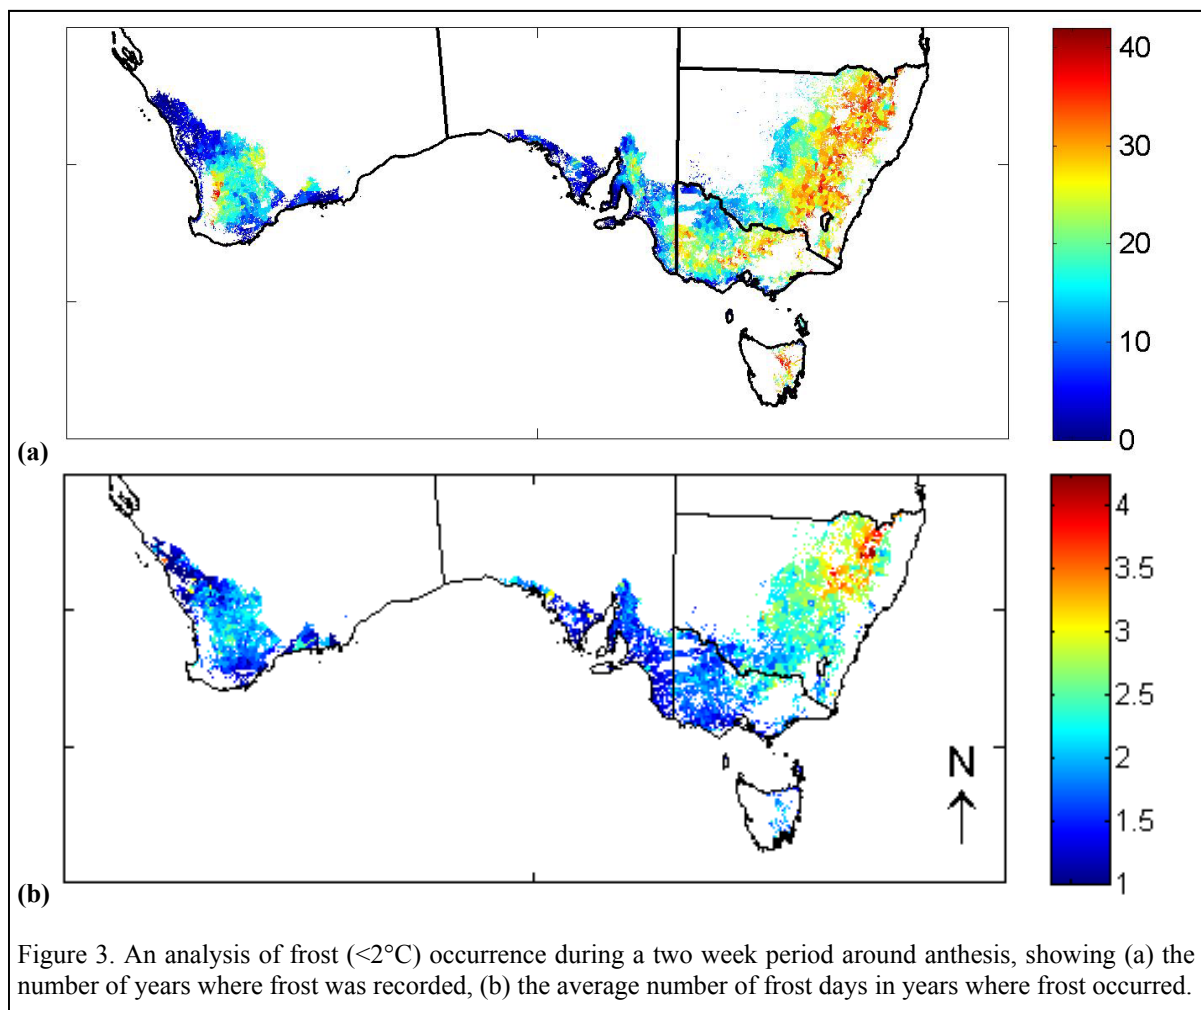 40
30
20
10
0
(a)
4
3.5
3
2.5
2
1.5
1
N
(b)
Figure 3. An analysis of frost (<2°C) occurrence during a two week period around anthesis, showing (a) the
number of years where frost was recorded, (b) the average number of frost days in years where frost occurred.